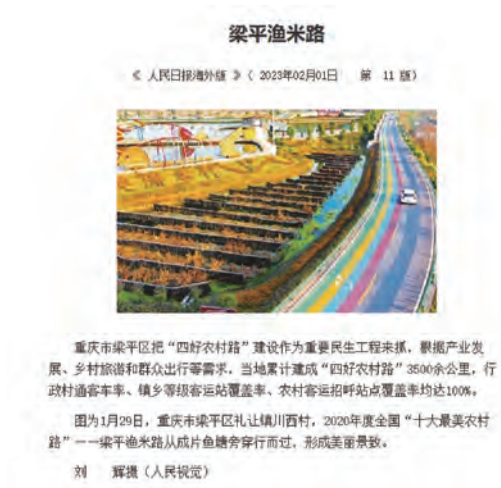 梁平渔米路
《 人民日报海外版 》( 2023年02月01日 第 11 版)
重庆市梁平区把“四好农村路”建设作为重要民生工程来抓,根据产业发
展、乡村旅游和群众出行等需求,当地累计建成“四好农村路”3500余公里,行
政村通客车率、镇乡等级客运站覆盖率、农村客运招呼站点覆盖率均达100%。
图为1月29日,重庆市梁平区礼让镇川西村,2020年度全国“十大最美农村
路”——梁平渔米路从成片鱼塘旁穿行而过,形成美丽景致。
刘 辉摄(人民视觉)